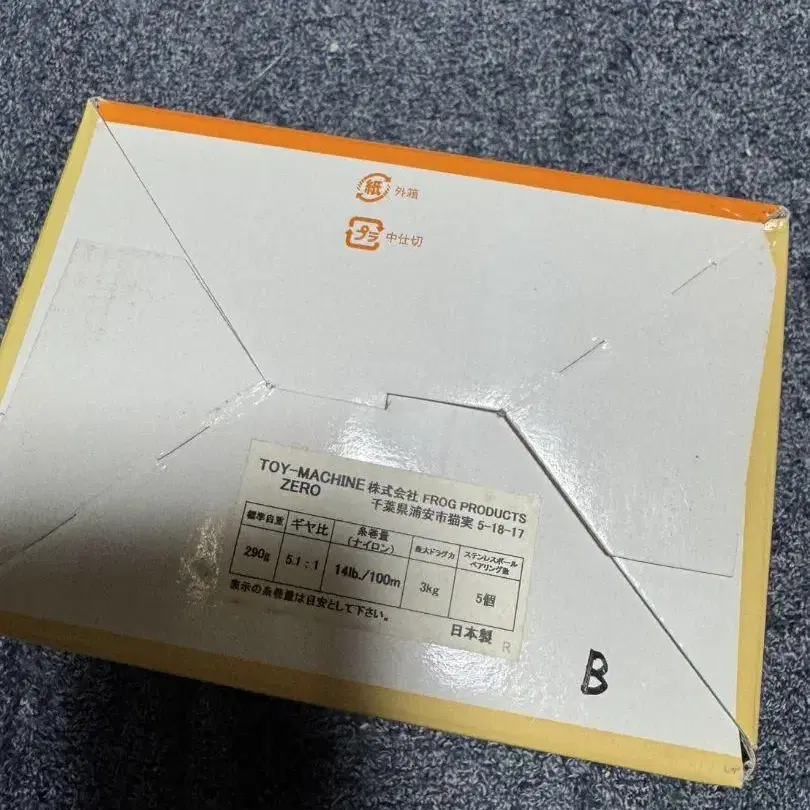 紙 外箱
プラ 中仕切
TOY-MACHINE 株式会社 FROG PRODUCTS
ZERO 千葉県浦安市猫実 5-18-17
標準自重 ギヤ比 糸巻量(ナイロン) 最大ドラグ力 ステンレスボールベアリング数
290g 5.1:1 14lb./100m 3kg 5個
表示の糸巻量は目安として下さい。
日本製 R
B